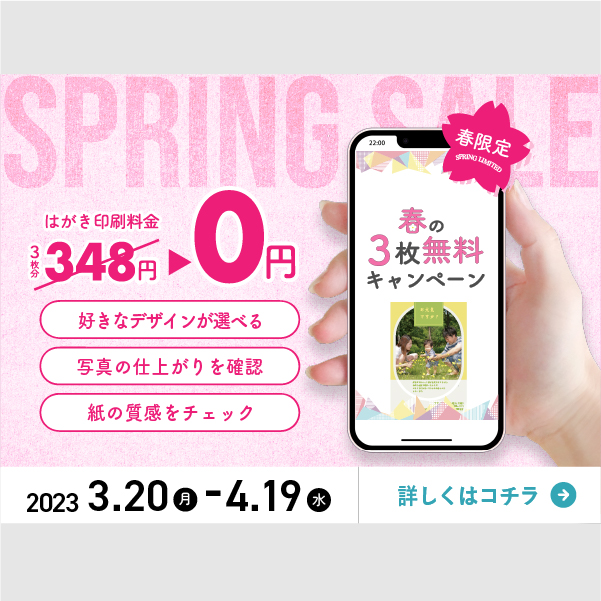 SPRING SALE
春限定
SPRING LIMITED
22:00
はがき印刷料金
3枚分
348円
0円
春の
3枚無料
キャンペーン
好きなデザインが選べる
写真の仕上がりを確認
紙の質感をチェック
2023 3.20 月 - 4.19 水
詳しくはコチラ